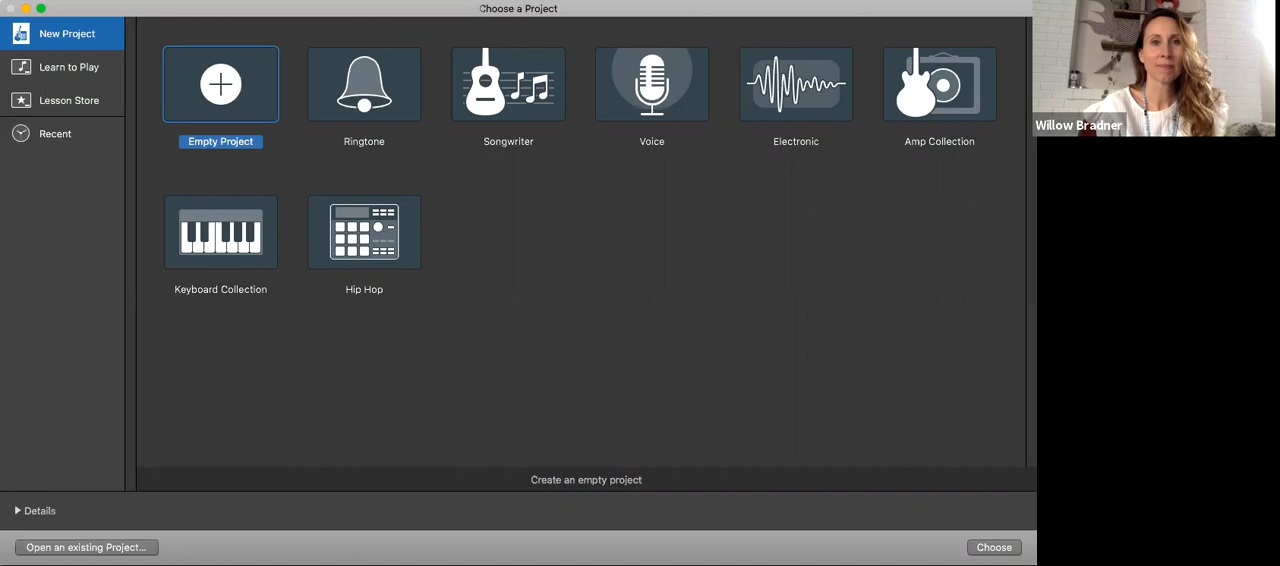 Choose a Project
New Project
Learn to Play
Lesson Store
Recent
Empty Project
Ringtone
Songwriter
Voice
Electronic
Amp Collection
Keyboard Collection
Hip Hop
Create an empty project
Details
Open an existing Project...
Choose
Willow Bradner